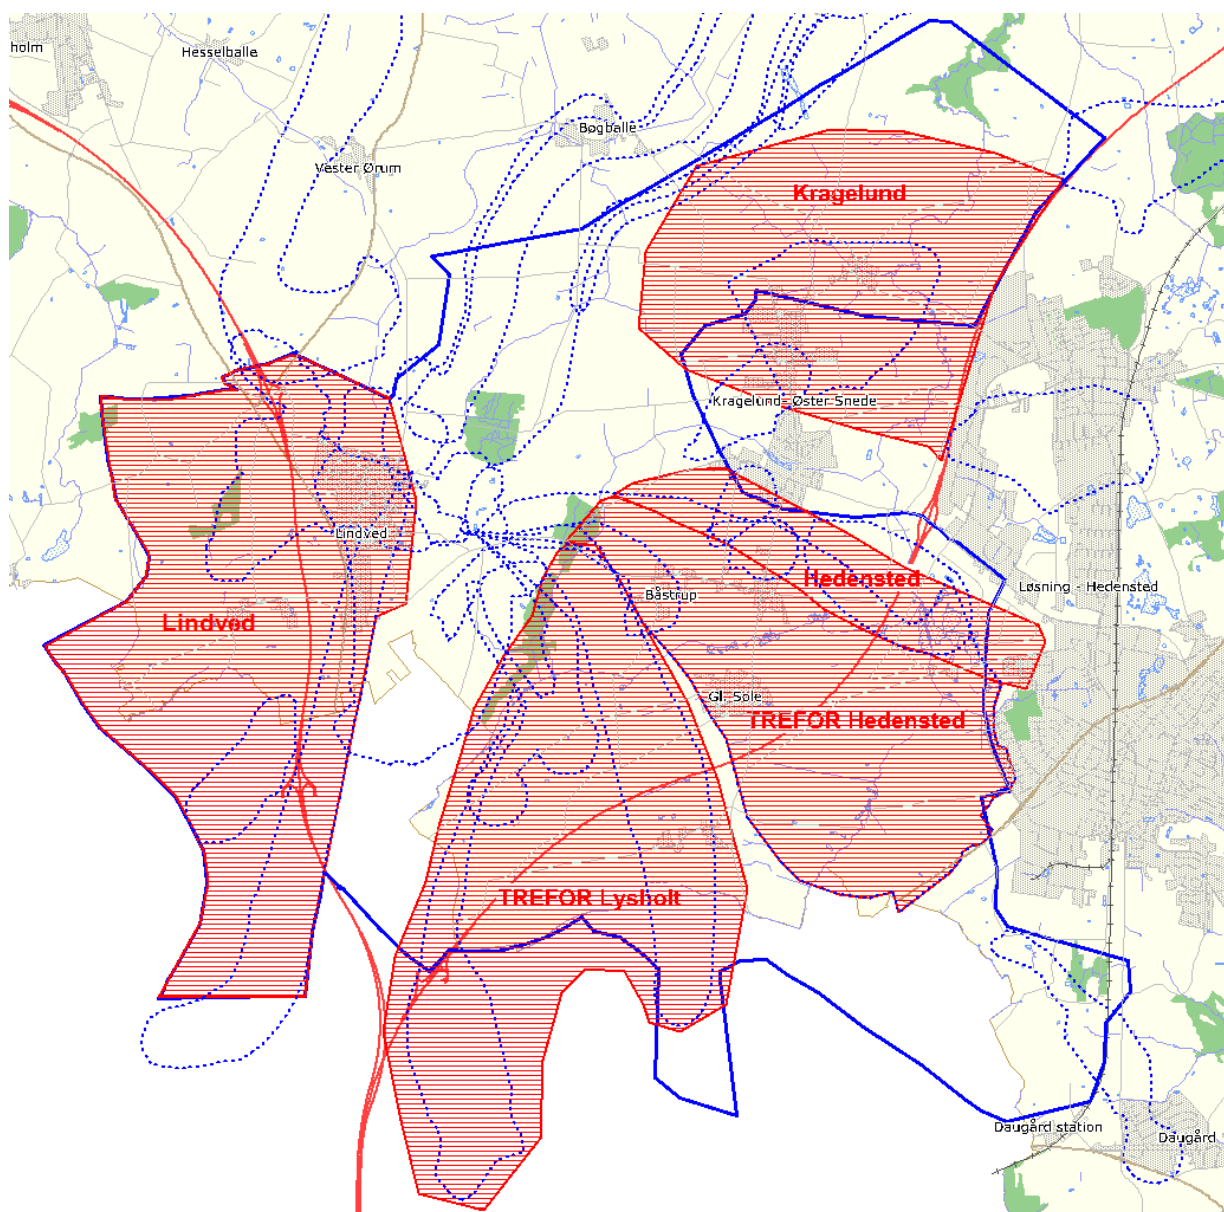 holm
Hesselballe
Bøgballe
Vester Ørum
Kragelund
Kragelund- Øster Snede
Lindved
Hedensted
Løsning - Hedensted
Båstrup
Lindved
Gl. Sole
TREFOR Hedensted
TREFOR Lysholt
Daugård station
Daugård